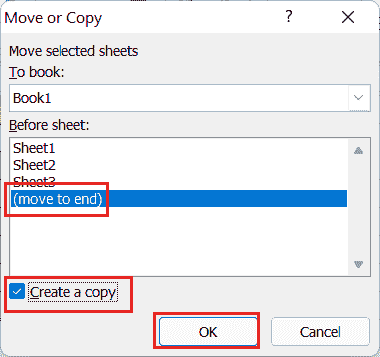 Move or Copy ?
Move selected sheets
To book:
Book1
Before sheet:
Sheet1
Sheet2
Sheet3
(move to end)
Create a copy
OK Cancel